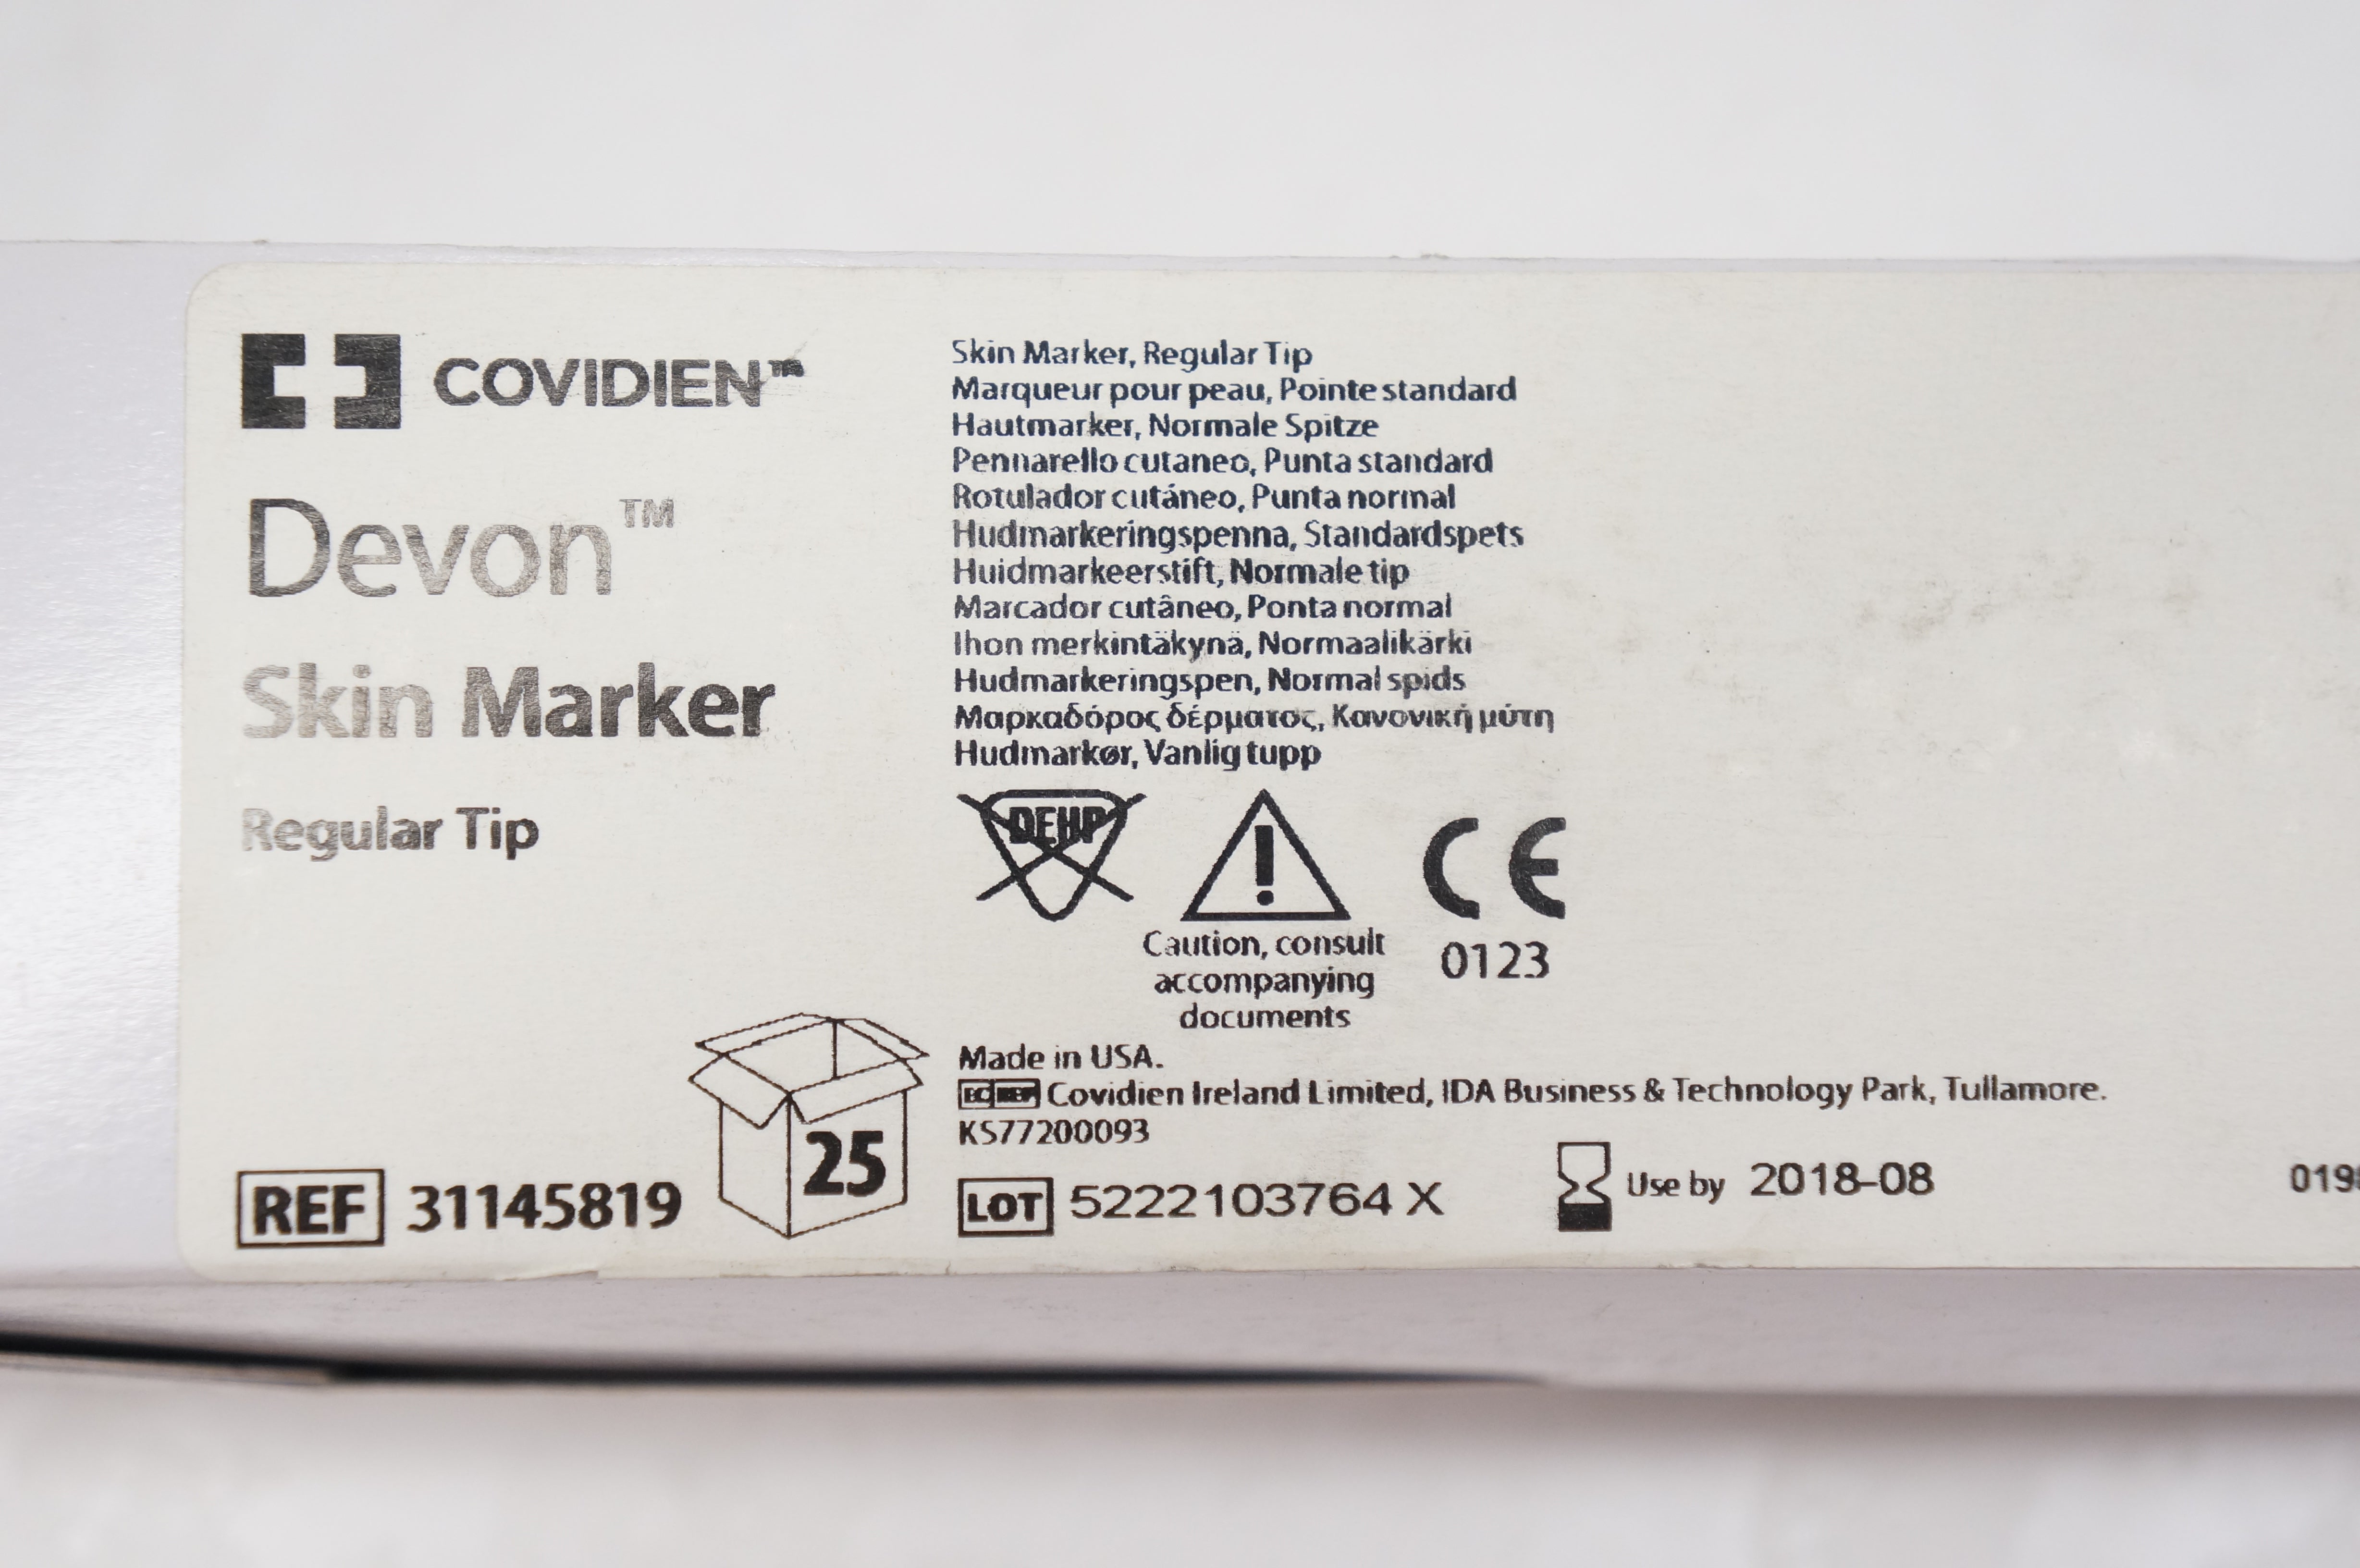 COVIDIEN™
Devon™
Skin Marker
Regular Tip
REF 31145819
25
Skin Marker, Regular Tip
Marqueur pour peau, Pointe standard
Hautmarker, Normale Spitze
Pennarello cutaneo, Punta standard
Rotulador cutáneo, Punta normal
Hudmarkeringspenna, Standardspets
Huidmarkeerstift, Normale tip
Marcador cutâneo, Ponta normal
Ihon merkintäkynä, Normaalikärki
Hudmarkeringspen, Normal spids
Μαρκαδόρος δέρματος, Κανονική μύτη
Hudmarkør, Vanlig tupp
DEHP
CE
0123
Caution, consult
accompanying
documents
Made in USA.
EC REP Covidien Ireland Limited, IDA Business & Technology Park, Tullamore.
KS77200093
LOT 5222103764 X
Use by 2018-08